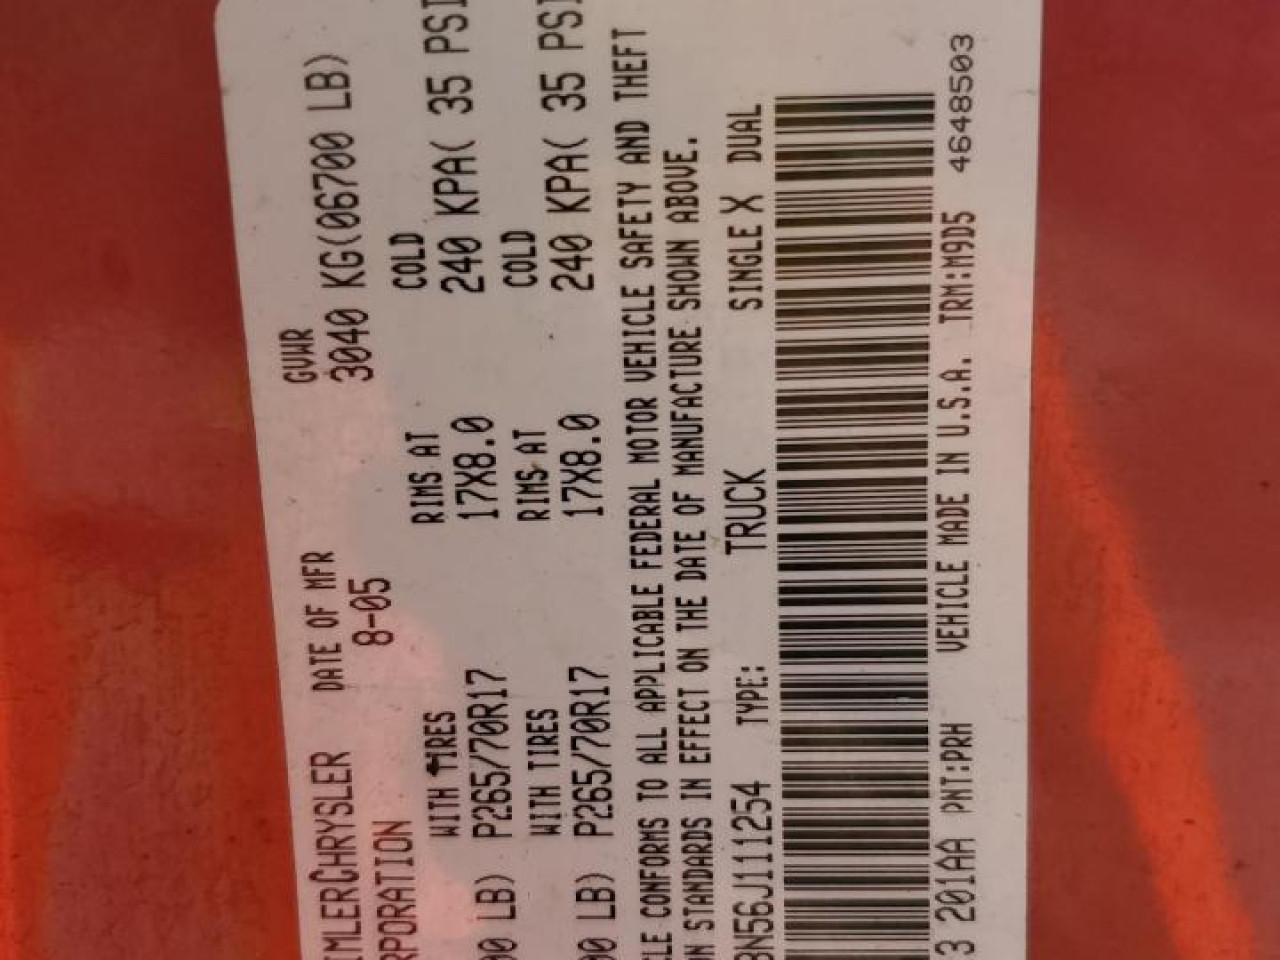 IMLERCHRYSLER DATE OF MFR GVWR
RPORATION 8-05 3040 KG(06700 LB)
WITH TIRES RIMS AT COLD
00 LB) P265/70R17 17X8.0 240 KPA( 35 PSI
WITH TIRES RIMS AT COLD
00 LB) P265/70R17 17X8.0 240 KPA( 35 PSI
CLE CONFORMS TO ALL APPLICABLE FEDERAL MOTOR VEHICLE SAFETY AND THEFT
ON STANDARDS IN EFFECT ON THE DATE OF MANUFACTURE SHOWN ABOVE.
BN56J111254 TYPE: TRUCK SINGLE X DUAL
3 201AA PNT:PRH VEHICLE MADE IN U.S.A. TRM:M9D5 4648503